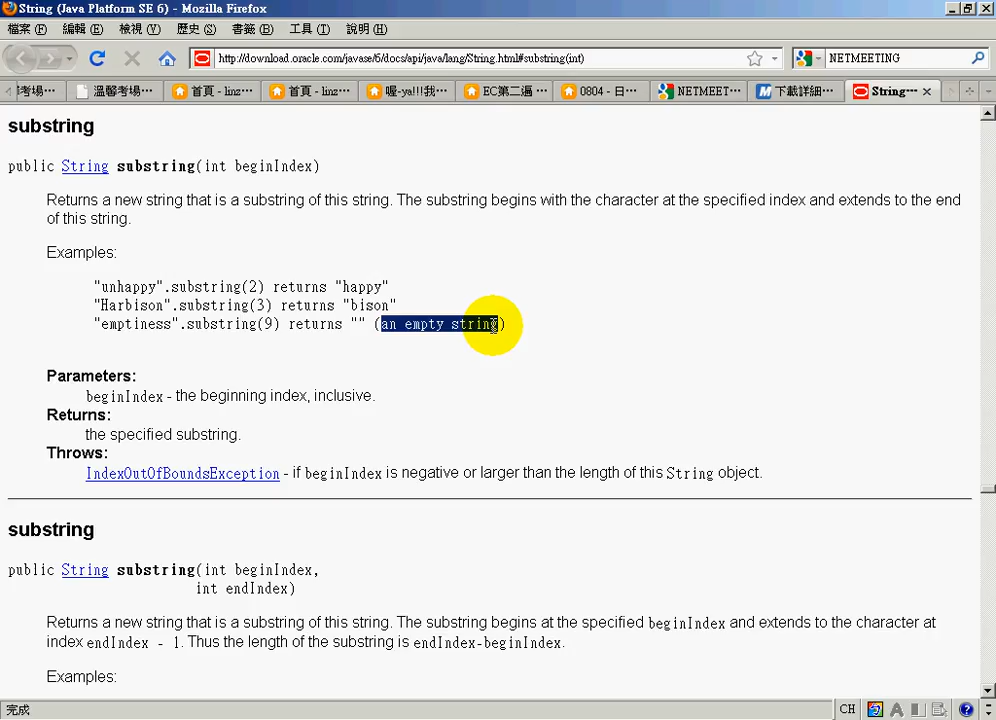 String (Java Platform SE 6) - Mozilla Firefox
檔案 (F) 編輯 (E) 檢視 (V) 歷史 (S) 書籤 (B) 工具 (T) 說明 (H)
http://download.oracle.com/javase/6/docs/api/java/lang/String.html#substring(int) NETMEETING
考場··· 溫馨考場··· 首頁 - linz··· 首頁 - linz··· 喔-ya!!!我··· EC第二遍 ··· 0804 - 日··· NETMEET··· 下載詳細··· String···
substring
public String substring(int beginIndex)
Returns a new string that is a substring of this string. The substring begins with the character at the specified index and extends to the end
of this string.
Examples:
"unhappy".substring(2) returns "happy"
"Harbison".substring(3) returns "bison"
"emptiness".substring(9) returns "" (an empty string)
Parameters:
beginIndex - the beginning index, inclusive.
Returns:
the specified substring.
Throws:
IndexOutOfBoundsException - if beginIndex is negative or larger than the length of this String object.
substring
public String substring(int beginIndex,
int endIndex)
Returns a new string that is a substring of this string. The substring begins at the specified beginIndex and extends to the character at
index endIndex - 1. Thus the length of the substring is endIndex-beginIndex.
Examples:
完成 CH